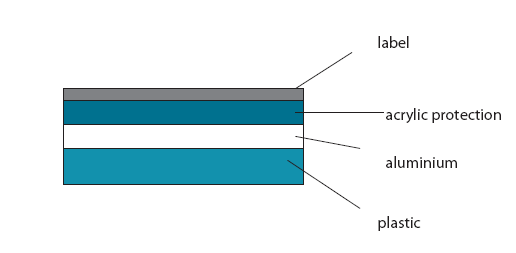 label
acrylic protection
aluminium
plastic